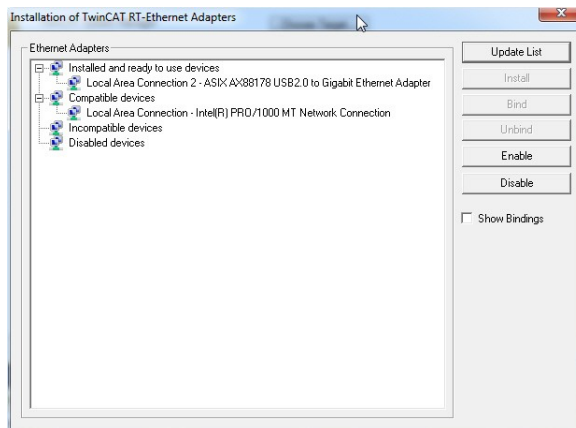 Installation of TwinCAT RT-Ethernet Adapters
Ethernet Adapters
Installed and ready to use devices
Local Area Connection 2 - ASIX AX88178 USB2.0 to Gigabit Ethernet Adapter
Compatible devices
Local Area Connection - Intel(R) PRO/1000 MT Network Connection
Incompatible devices
Disabled devices
Update List
Install
Bind
Unbind
Enable
Disable
Show Bindings